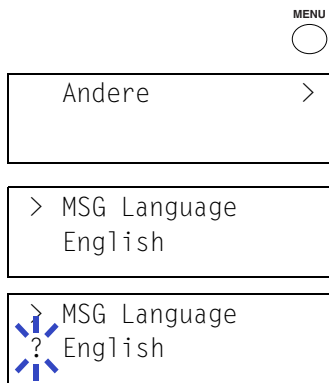 MENU
Andere >
> MSG Language
English
> MSG Language
? English